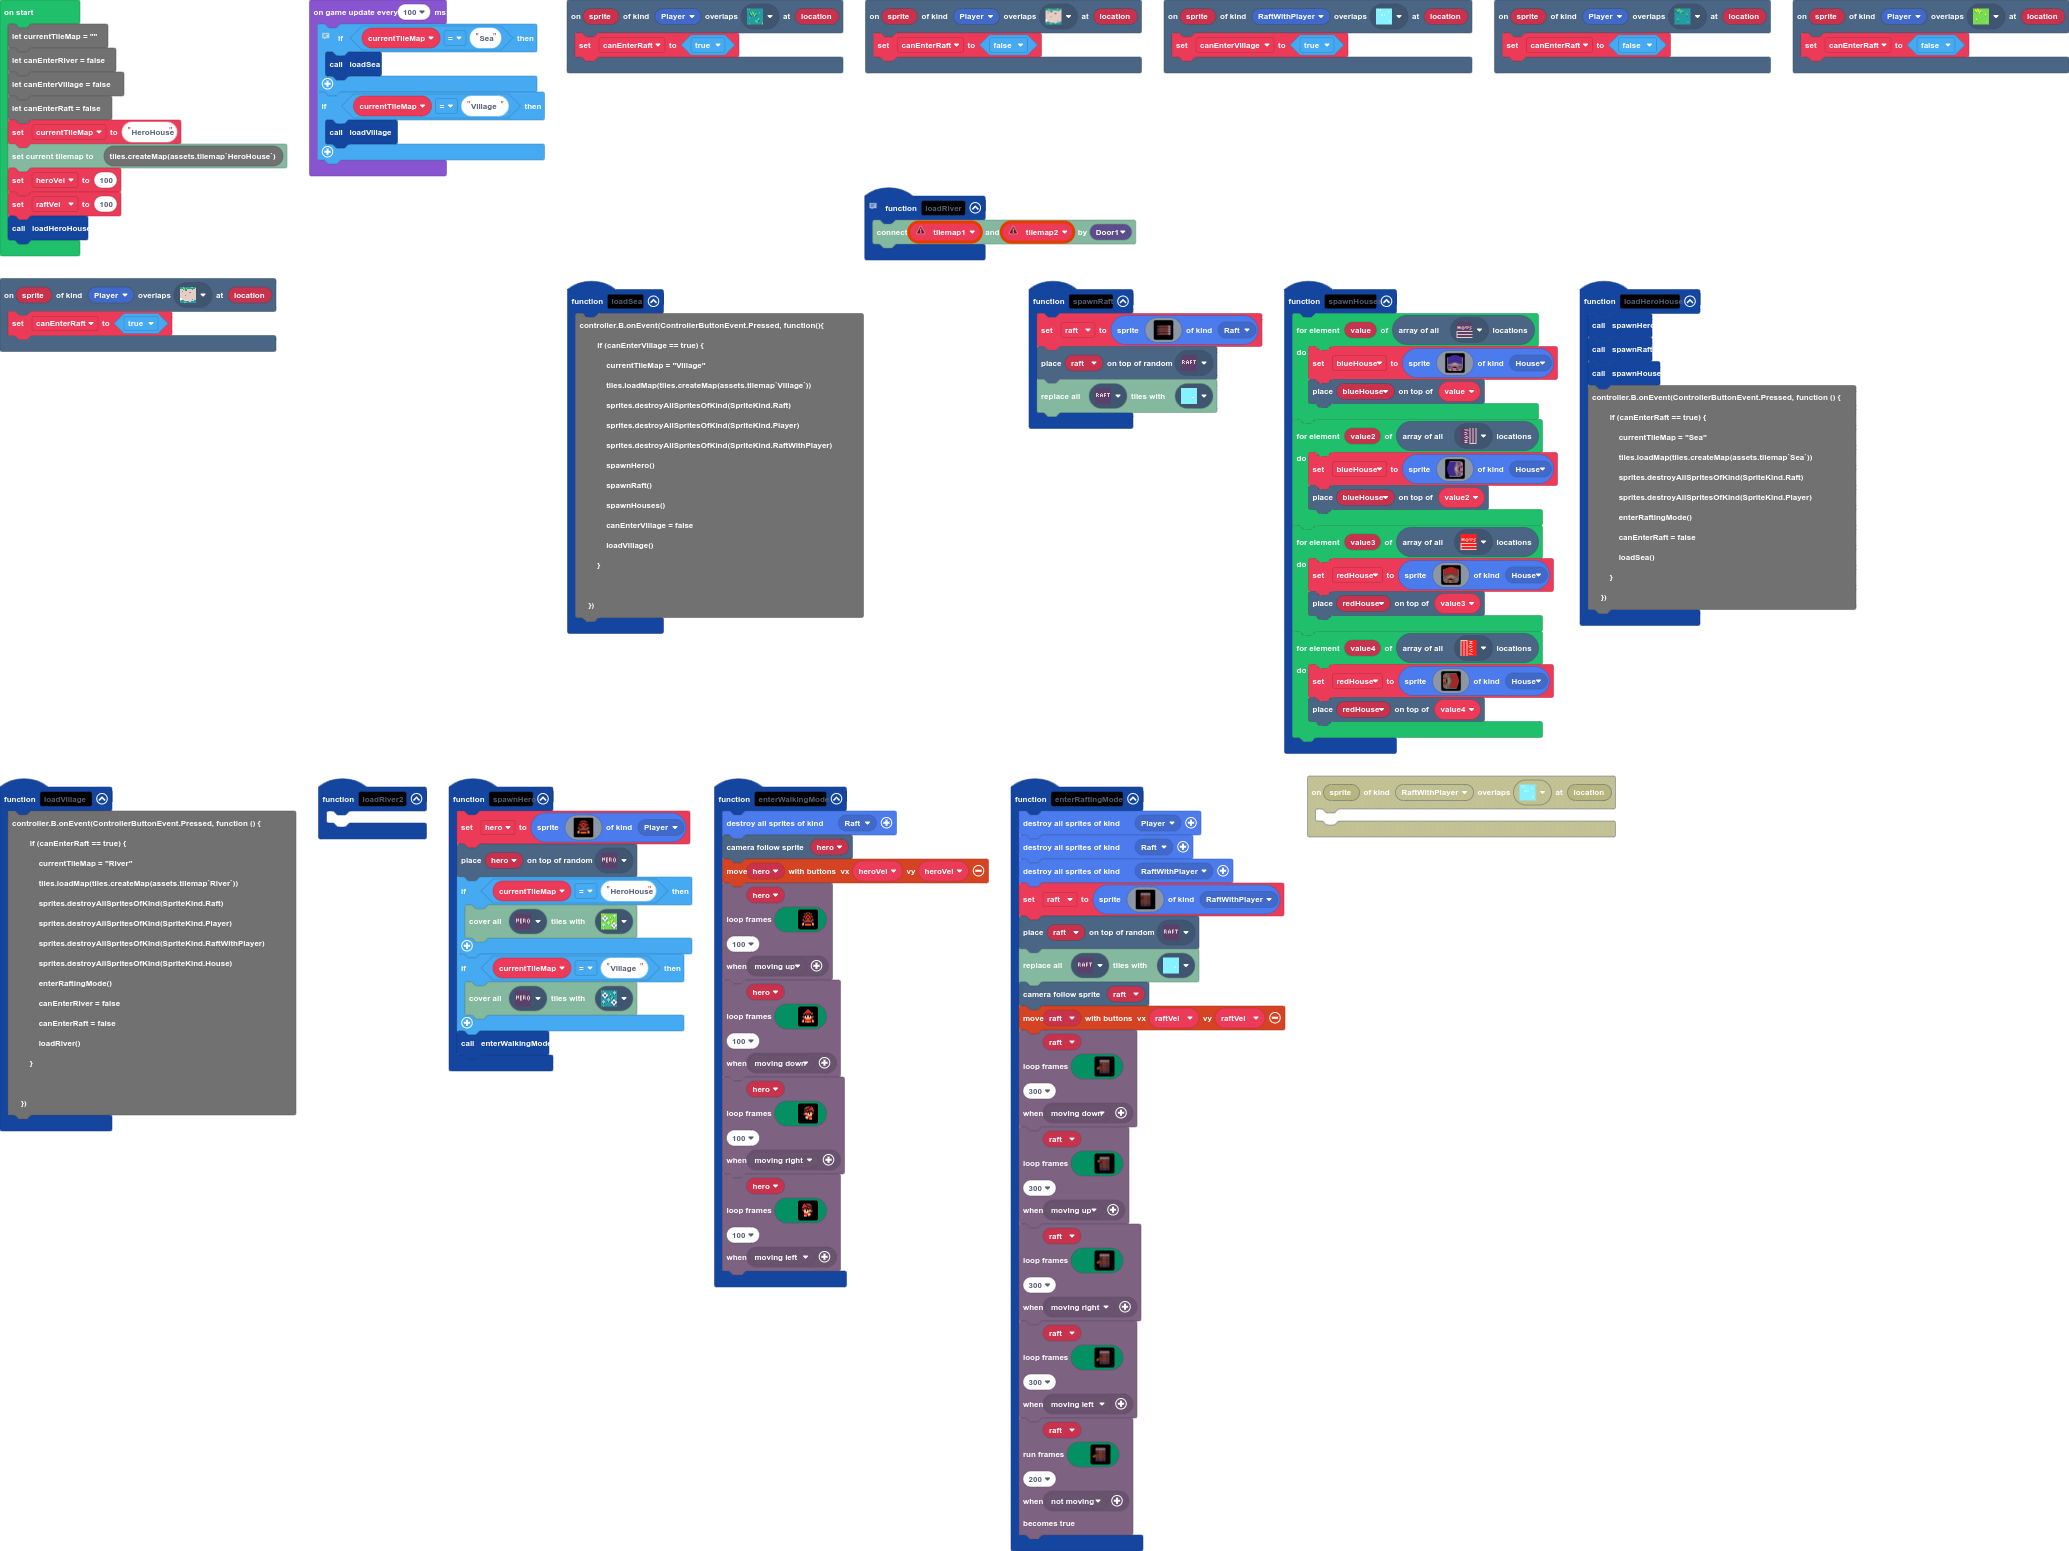 on start
let currentTileMap = ""
let canEnterRiver = false
let canEnterVillage = false
let canEnterRaft = false
set currentTileMap to "HeroHouse"
set current tilemap to tiles.createMap(assets.tilemap`HeroHouse`)
set heroVel to 100
set raftVel to 100
call loadHeroHouse
on game update every 100 ms
if currentTileMap = "Sea" then
call loadSea
if currentTileMap = "Village" then
call loadVillage
on sprite of kind Player overlaps at location
set canEnterRaft to true
on sprite of kind Player overlaps at location
set canEnterRaft to false
on sprite of kind RaftWithPlayer overlaps at location
set canEnterVillage to true
on sprite of kind Player overlaps at location
set canEnterRaft to false
on sprite of kind Player overlaps at location
set canEnterRaft to false
function loadRiver
connect tilemap1 and tilemap2 by Door1
on sprite of kind Player overlaps at location
set canEnterRaft to true
function loadSea
controller.B.onEvent(ControllerButtonEvent.Pressed, function(){
if (canEnterVillage == true) {
currentTileMap = "Village"
tiles.loadMap(tiles.createMap(assets.tilemap`Village`))
sprites.destroyAllSpritesOfKind(SpriteKind.Raft)
sprites.destroyAllSpritesOfKind(SpriteKind.Player)
sprites.destroyAllSpritesOfKind(SpriteKind.RaftWithPlayer)
spawnHero()
spawnRaft()
spawnHouses()
canEnterVillage = false
loadVillage()
}
})
function spawnRaft
set raft to sprite of kind Raft
place raft on top of random RAFT
replace all RAFT tiles with
function spawnHouse
for element value of array of all locations
do
set blueHouse to sprite of kind House
place blueHouse on top of value
for element value2 of array of all locations
do
set blueHouse to sprite of kind House
place blueHouse on top of value2
for element value3 of array of all locations
do
set redHouse to sprite of kind House
place redHouse on top of value3
for element value4 of array of all locations
do
set redHouse to sprite of kind House
place redHouse on top of value4
function loadHeroHouse
call spawnHero
call spawnRaft
call spawnHouse
controller.B.onEvent(ControllerButtonEvent.Pressed, function () {
if (canEnterRaft == true) {
currentTileMap = "Sea"
tiles.loadMap(tiles.createMap(assets.tilemap`Sea`))
sprites.destroyAllSpritesOfKind(SpriteKind.Raft)
sprites.destroyAllSpritesOfKind(SpriteKind.Player)
enterRaftingMode()
canEnterRaft = false
loadSea()
}
})
function loadVillage
controller.B.onEvent(ControllerButtonEvent.Pressed, function () {
if (canEnterRaft == true) {
currentTileMap = "River"
tiles.loadMap(tiles.createMap(assets.tilemap`River`))
sprites.destroyAllSpritesOfKind(SpriteKind.Raft)
sprites.destroyAllSpritesOfKind(SpriteKind.Player)
sprites.destroyAllSpritesOfKind(SpriteKind.RaftWithPlayer)
sprites.destroyAllSpritesOfKind(SpriteKind.House)
enterRaftingMode()
canEnterRiver = false
canEnterRaft = false
loadRiver()
}
})
function loadRiver2
function spawnHero
set hero to sprite of kind Player
place hero on top of random HERO
if currentTileMap = "HeroHouse" then
cover all HERO tiles with
if currentTileMap = "Village" then
cover all HERO tiles with
call enterWalkingMode
function enterWalkingMode
destroy all sprites of kind Raft
camera follow sprite hero
move hero with buttons vx heroVel vy heroVel
hero
loop frames
100
when moving up
hero
loop frames
100
when moving down
hero
loop frames
100
when moving right
hero
loop frames
100
when moving left
function enterRaftingMode
destroy all sprites of kind Player
destroy all sprites of kind Raft
destroy all sprites of kind RaftWithPlayer
set raft to sprite of kind RaftWithPlayer
place raft on top of random RAFT
replace all RAFT tiles with
camera follow sprite raft
move raft with buttons vx raftVel vy raftVel
raft
loop frames
300
when moving down
raft
loop frames
300
when moving up
raft
loop frames
300
when moving right
raft
loop frames
300
when moving left
raft
run frames
200
when not moving
becomes true
on sprite of kind RaftWithPlayer overlaps at location